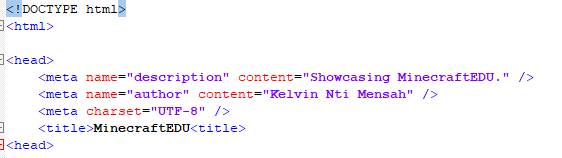 <!DOCTYPE html>
<html>
<head>
<meta name="description" content="Showcasing MinecraftEDU." />
<meta name="author" content="Kelvin Nti Mensah" />
<meta charset="UTF-8" />
<title>MinecraftEDU<title>
<head>